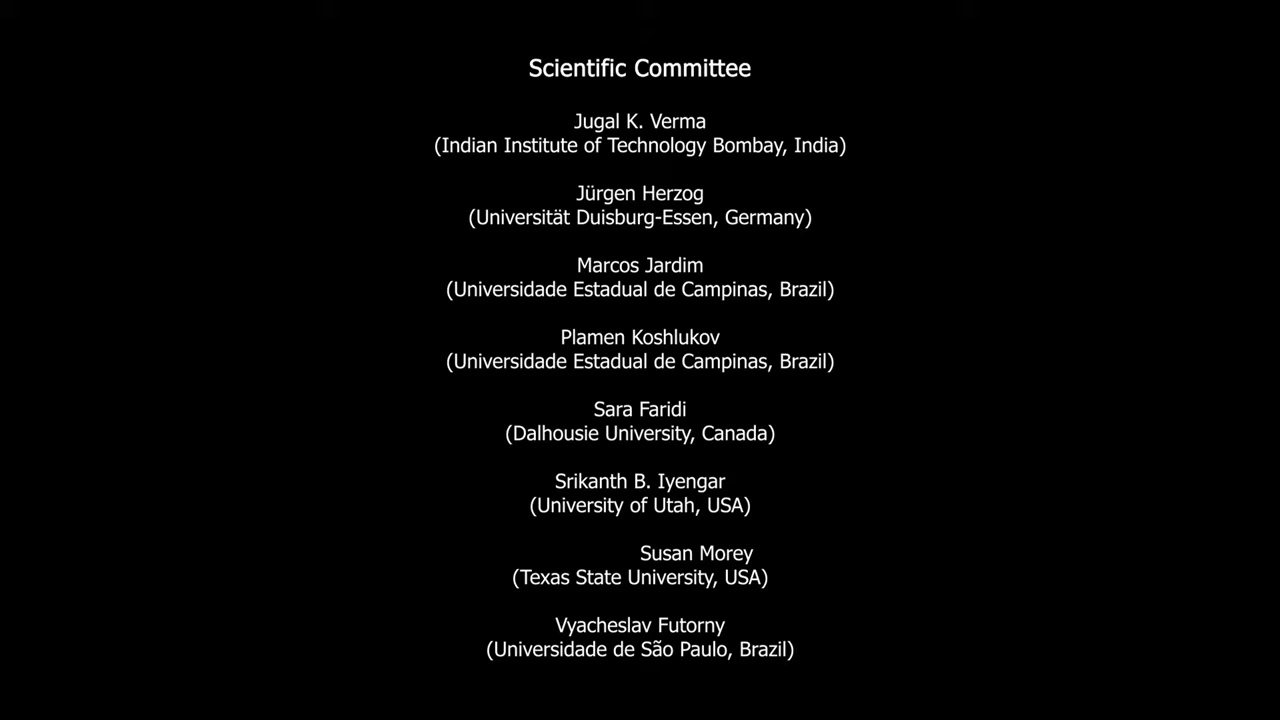 Scientific Committee
Jugal K. Verma
(Indian Institute of Technology Bombay, India)
Jürgen Herzog
(Universität Duisburg-Essen, Germany)
Marcos Jardim
(Universidade Estadual de Campinas, Brazil)
Plamen Koshlukov
(Universidade Estadual de Campinas, Brazil)
Sara Faridi
(Dalhousie University, Canada)
Srikanth B. Iyengar
(University of Utah, USA)
Susan Morey
(Texas State University, USA)
Vyacheslav Futorny
(Universidade de São Paulo, Brazil)